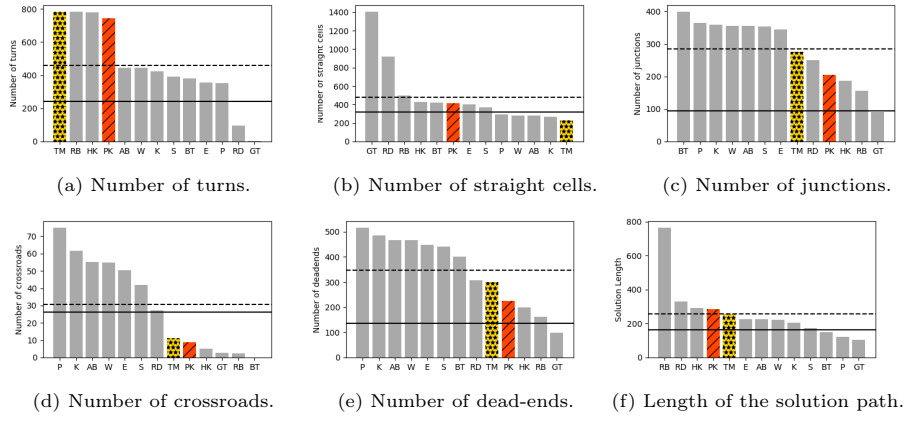 Number of turns
800
600
400
200
0
TM RB HK PK AB W K S BT E P RD GT
(a) Number of turns.
Number of straight cells
1400
1200
1000
800
600
400
200
0
GT RD RB HK BT PK E S P W AB K TM
(b) Number of straight cells.
Number of junctions
400
300
200
100
0
BT P K W AB S E TM RD PK HK RB GT
(c) Number of junctions.
Number of crossroads
70
60
50
40
30
20
10
0
P K AB W E S RD TM PK HK GT RB BT
(d) Number of crossroads.
Number of deadends
500
400
300
200
100
0
P K AB W E S BT RD TM PK HK RB GT
(e) Number of dead-ends.
Solution Length
800
600
400
200
0
RB RD HK PK TM E AB W K S BT P GT
(f) Length of the solution path.